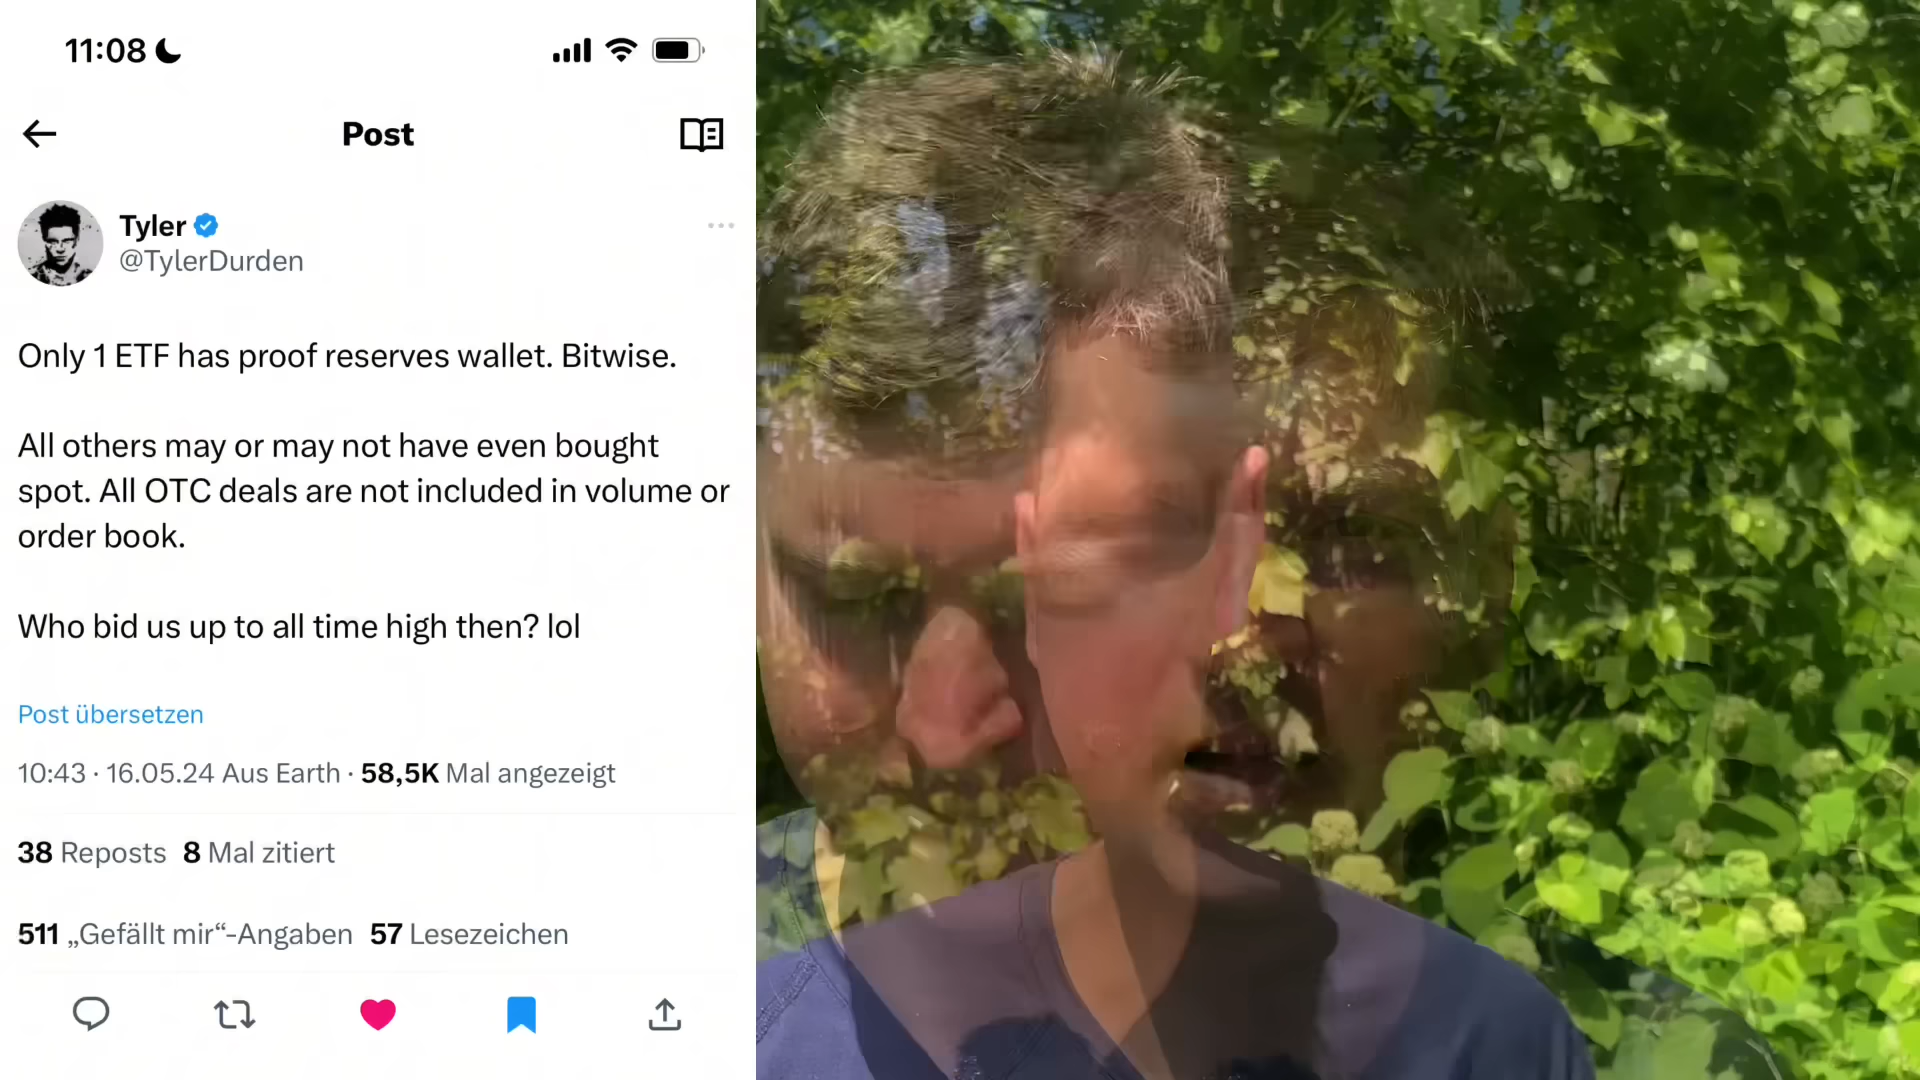 11:08
Post
Tyler
@TylerDurden
Only 1 ETF has proof reserves wallet. Bitwise.
All others may or may not have even bought
spot. All OTC deals are not included in volume or
order book.
Who bid us up to all time high then? lol
Post übersetzen
10:43 · 16.05.24 Aus Earth · 58,5K Mal angezeigt
38 Reposts 8 Mal zitiert
511 „Gefällt mir“-Angaben 57 Lesezeichen